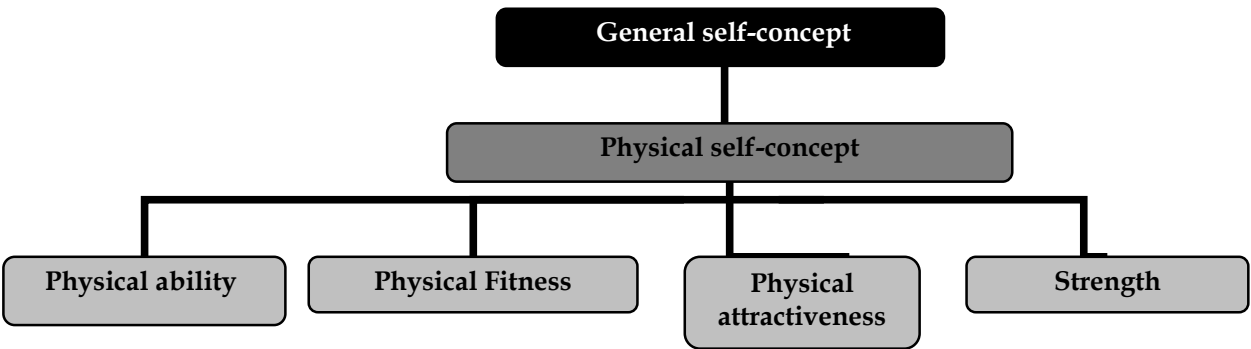 General self-concept
Physical self-concept
Physical ability
Physical Fitness
Physical
attractiveness
Strength